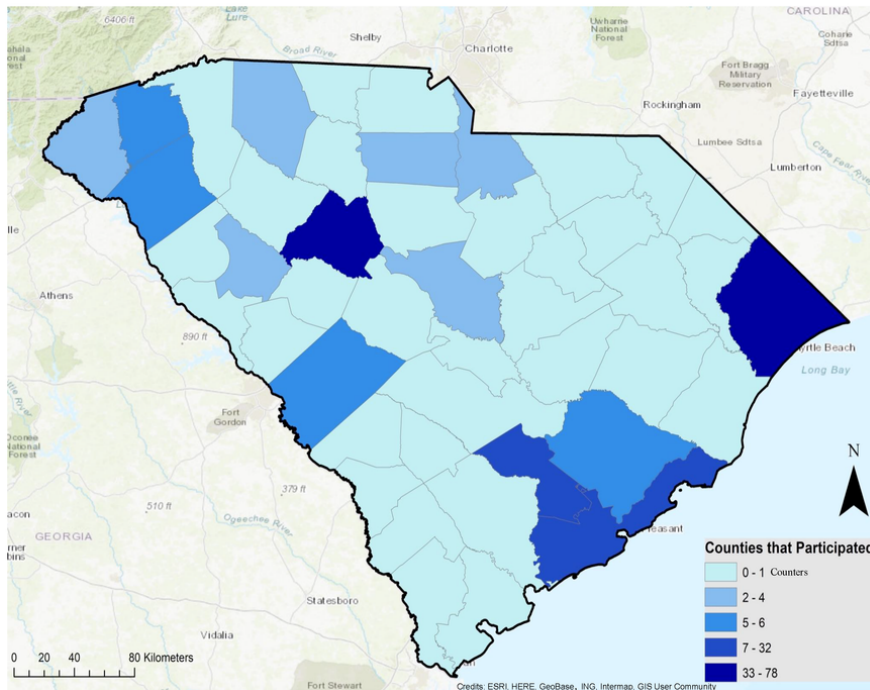 CAROLINA
6406 ft
Lake
Lure
Shelby
Broad River
Charlotte
Uwharrie
National
Forest
Coharie
Sdtsa
ahala
Fort Bragg
Military
Reservation
Fayetteville
Rockingham
Lumbee Sdtsa
Lumberton
Cape Fear River
Athens
890 ft
Myrtle Beach
Long Bay
Fort
Gordon
Oconee
National
Forest
379 ft
510 ft
Ogeechee River
GEORGIA
Statesboro
Vidalia
Fort Stewart
easant
N
Counties that Participated
0 - 1 Counters
2 - 4
5 - 6
7 - 32
33 - 78
0 20 40 80 Kilometers
Credits: ESRI, HERE, GeoBase, ING, Intermap, GIS User Community